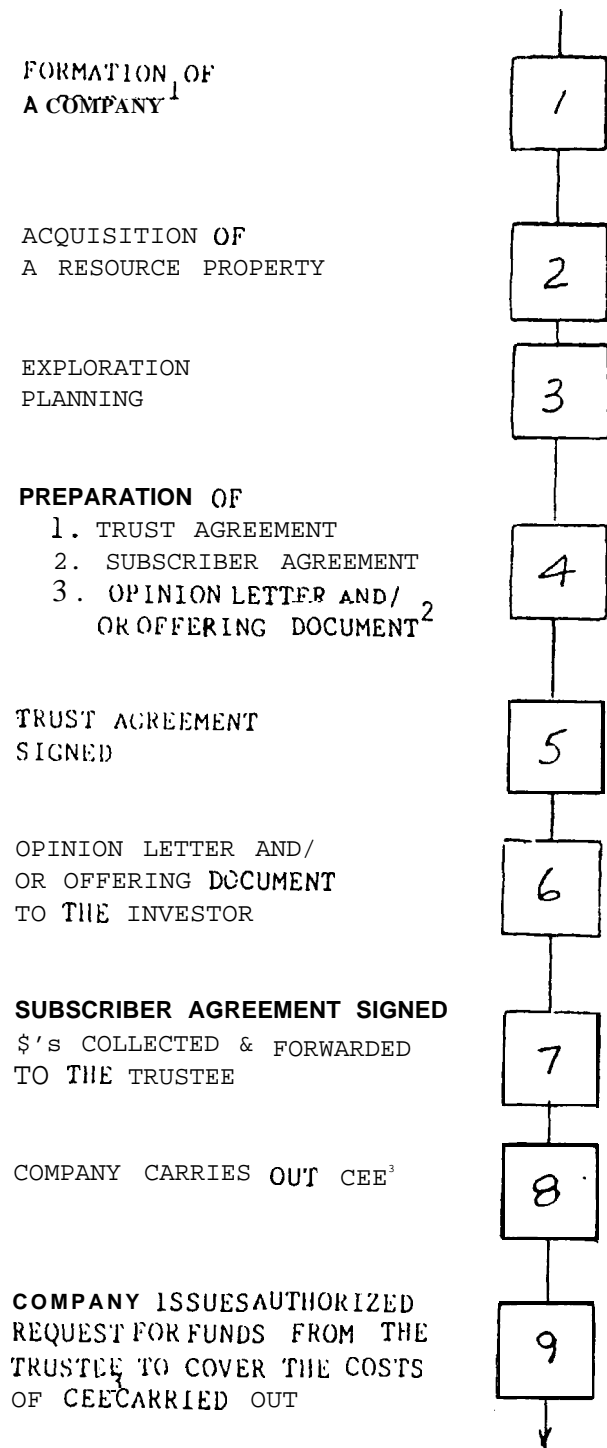 FORMATION OF
A COMPANY¹
1
ACQUISITION OF
A RESOURCE PROPERTY
2
EXPLORATION
PLANNING
3
PREPARATION OF
1. TRUST AGREEMENT
2. SUBSCRIBER AGREEMENT
3. OPINION LETTER AND/
OR OFFERING DOCUMENT²
4
TRUST AGREEMENT
SIGNED
5
OPINION LETTER AND/
OR OFFERING DOCUMENT
TO THE INVESTOR
6
SUBSCRIBER AGREEMENT SIGNED
$'s COLLECTED & FORWARDED
TO THE TRUSTEE
7
COMPANY CARRIES OUT CEE³
8
COMPANY ISSUES AUTHORIZED
REQUEST FOR FUNDS FROM THE
TRUSTEE TO COVER THE COSTS
OF CEE³ CARRIED OUT
9